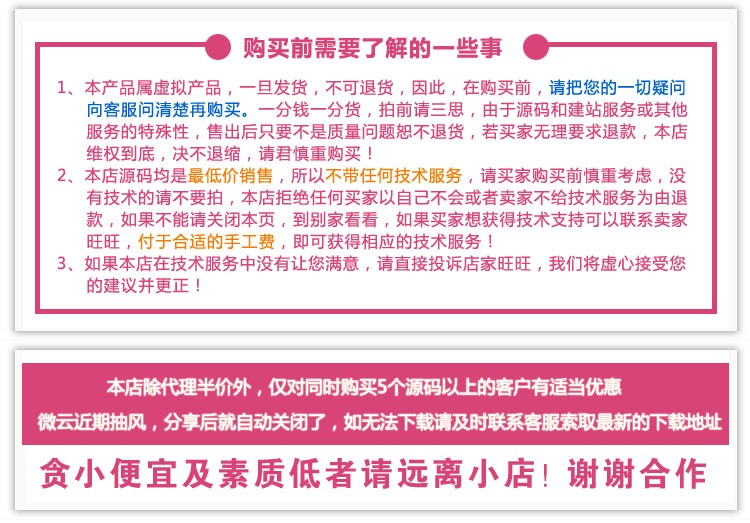 购买前需要了解的一些事
1、本产品属虚拟产品，一旦发货，不可退货，因此，在购买前，请把您的一切疑问
向客服问清楚再购买。一分钱一分货，拍前请三思，由于源码和建站服务或其他
服务的特殊性，售出后只要不是质量问题恕不退货，若买家无理要求退款，本店
维权到底，决不退缩，请君慎重购买！
2、本店源码均是最低价销售，所以不带任何技术服务，请买家购买前慎重考虑，没
有技术的请不要拍，本店拒绝任何买家以自己不会或者卖家不给技术服务为由退
款，如果不能请关闭本页，到别家看看，如果买家想获得技术支持可以联系卖家
旺旺，付于合适的手工费，即可获得相应的技术服务！
3、如果本店在技术服务中没有让您满意，请直接投诉店家旺旺，我们将虚心接受您
的建议并更正！
本店除代理半价外，仅对同时购买5个源码以上的客户有适当优惠
微云近期抽风，分享后就自动关闭了，如无法下载请及时联系客服索取最新的下载地址
贪小便宜及素质低者请远离小店！谢谢合作